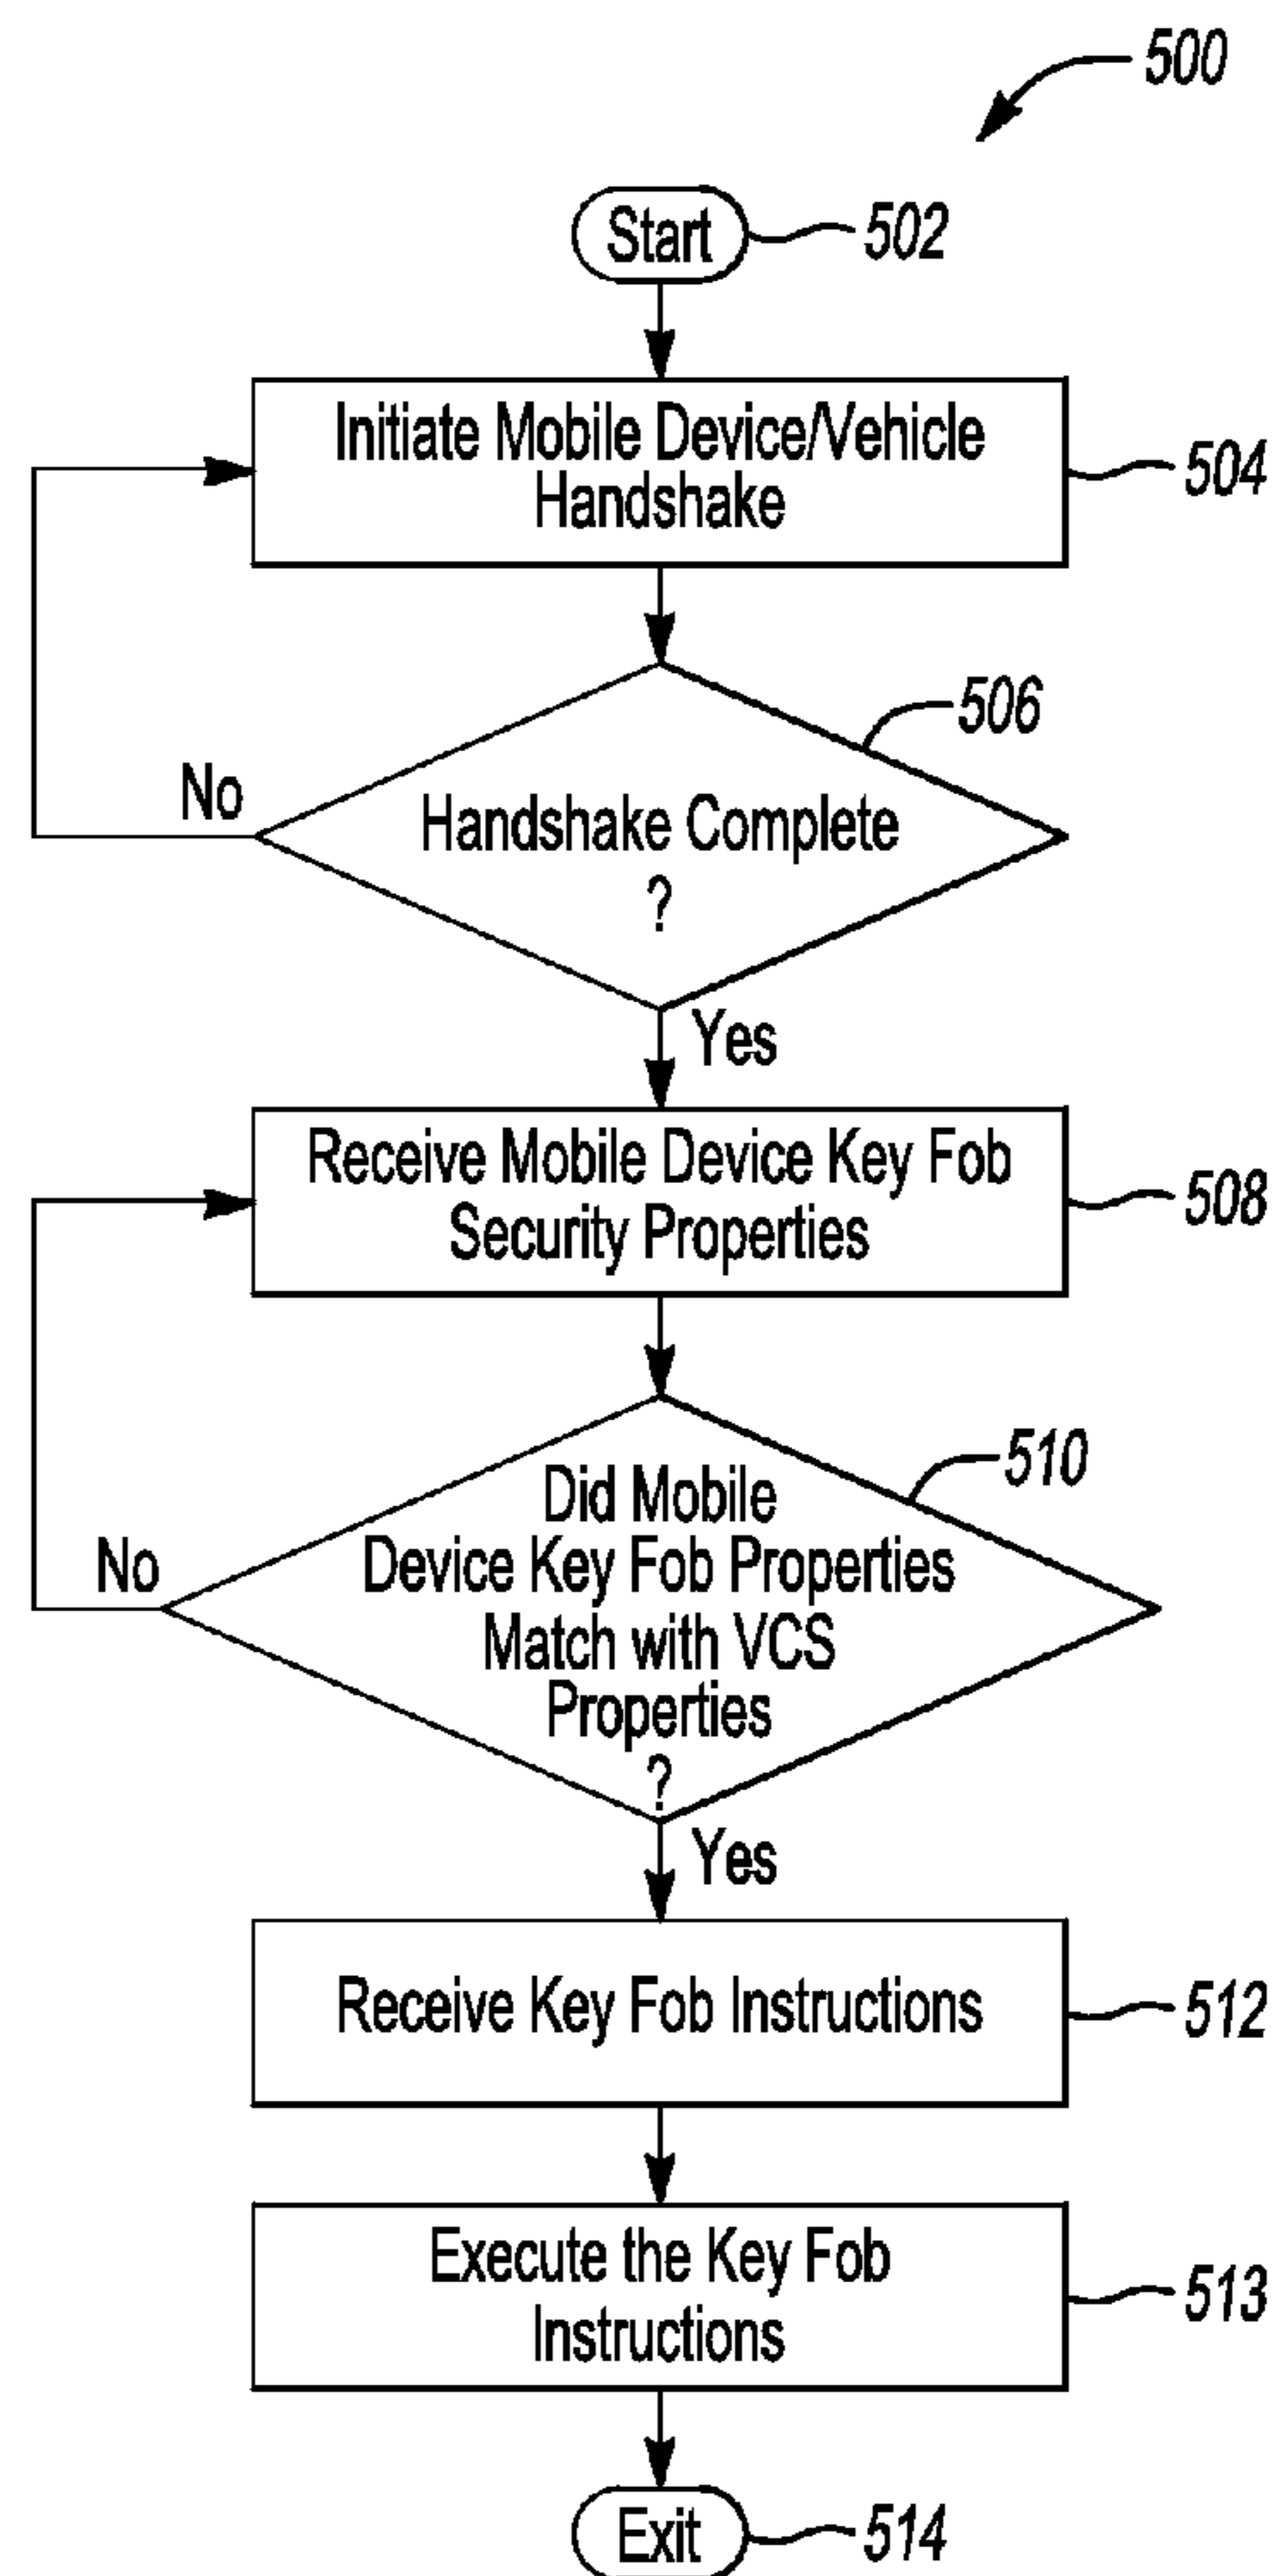 500
Start
502
Initiate Mobile Device/Vehicle
Handshake
504
506
Handshake Complete
?
No
Yes
Receive Mobile Device Key Fob
Security Properties
508
510
Did Mobile
Device Key Fob Properties
Match with VCS
Properties
?
No
Yes
Receive Key Fob Instructions
512
Execute the Key Fob
Instructions
513
Exit
514